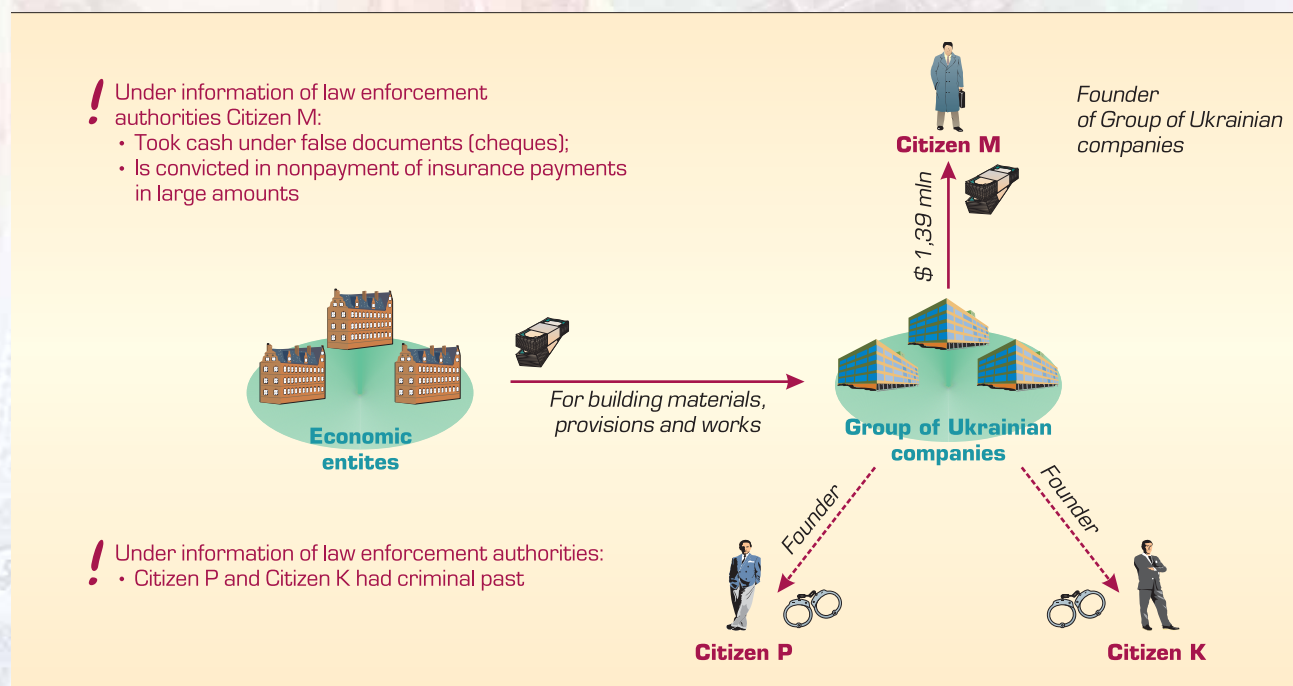 ! Under information of law enforcement
authorities Citizen M:
• Took cash under false documents (cheques);
• Is convicted in nonpayment of insurance payments
in large amounts
Citizen M
Founder
of Group of Ukrainian
companies
$ 1,39 mln
Economic
entites
For building materials,
provisions and works
Group of Ukrainian
companies
Founder
Founder
! Under information of law enforcement authorities:
• Citizen P and Citizen K had criminal past
Citizen P
Citizen K